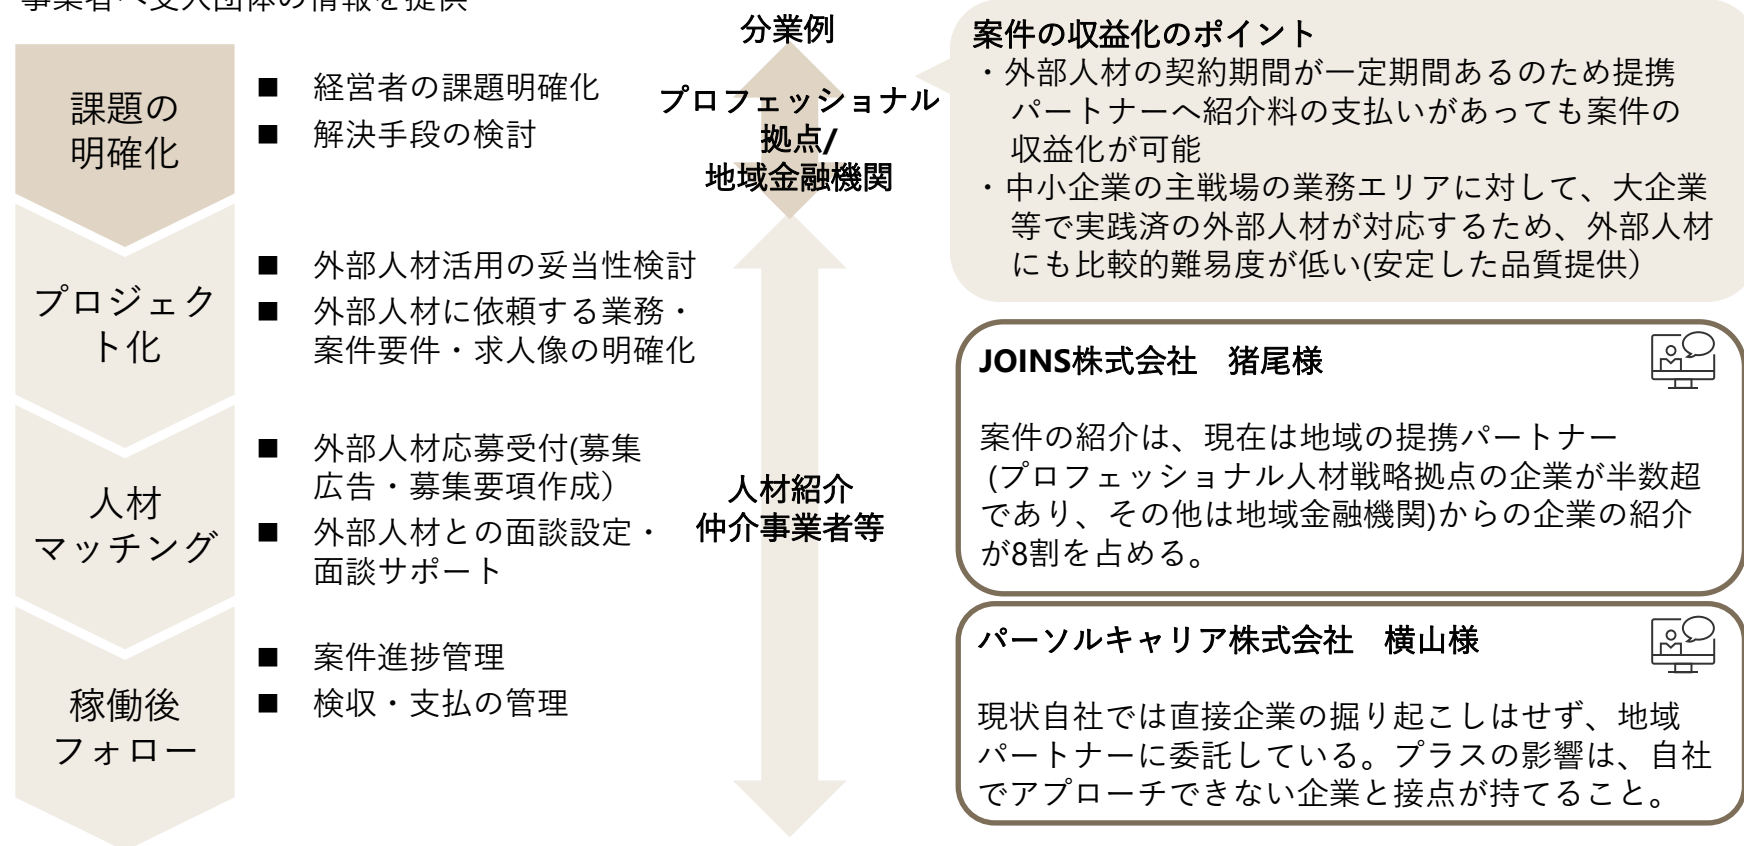 事業者へ受入団体の情報を提供
課題の
明確化
■ 経営者の課題明確化
■ 解決手段の検討
プロジェク
ト化
■ 外部人材活用の妥当性検討
■ 外部人材に依頼する業務・
案件要件・求人像の明確化
人材
マッチング
■ 外部人材応募受付(募集
広告・募集要項作成）
■ 外部人材との面談設定・
面談サポート
稼働後
フォロー
■ 案件進捗管理
■ 検収・支払の管理
分業例
プロフェッショナル
拠点/
地域金融機関
人材紹介
仲介事業者等
案件の収益化のポイント
・外部人材の契約期間が一定期間あるのため提携
パートナーへ紹介料の支払いがあっても案件の
収益化が可能
・中小企業の主戦場の業務エリアに対して、大企業
等で実践済の外部人材が対応するため、外部人材
にも比較的難易度が低い(安定した品質提供）
JOINS株式会社　猪尾様
案件の紹介は、現在は地域の提携パートナー
(プロフェッショナル人材戦略拠点の企業が半数超
であり、その他は地域金融機関)からの企業の紹介
が8割を占める。
パーソルキャリア株式会社　横山様
現状自社では直接企業の掘り起こしはせず、地域
パートナーに委託している。プラスの影響は、自社
でアプローチできない企業と接点が持てること。